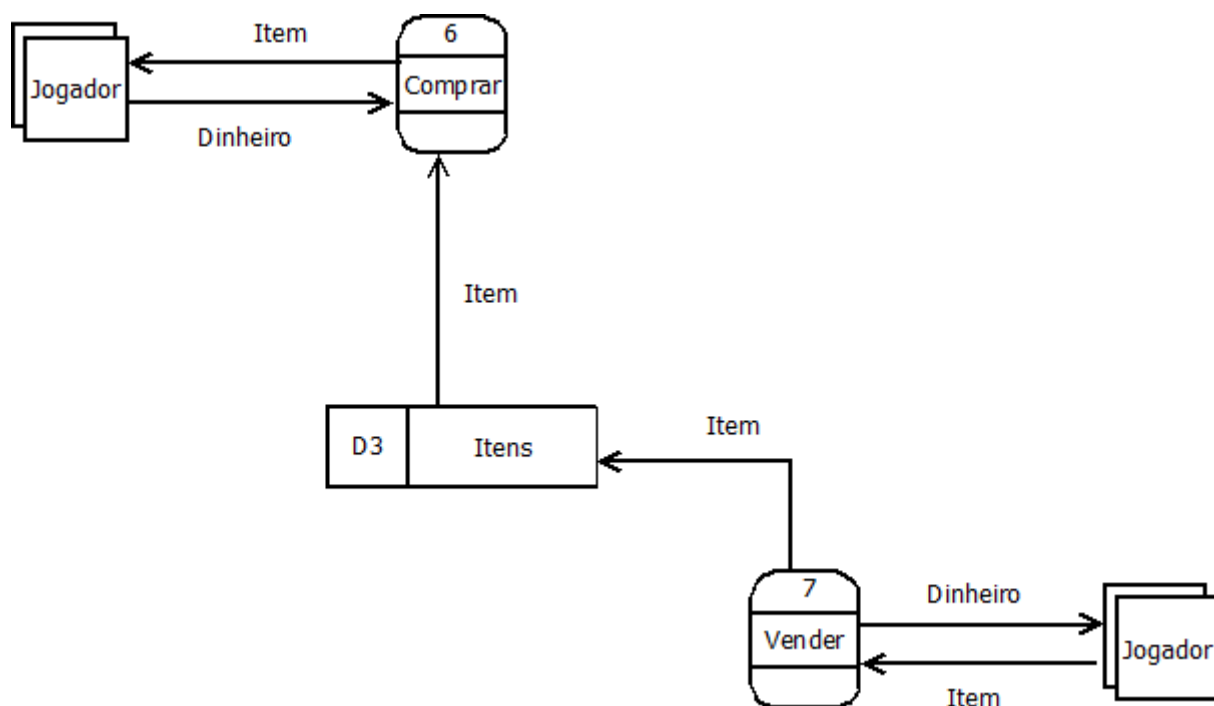 Item
6
Jogador
Comprar
Dinheiro
Item
D3
Itens
Item
7
Dinheiro
Vender
Jogador
Item